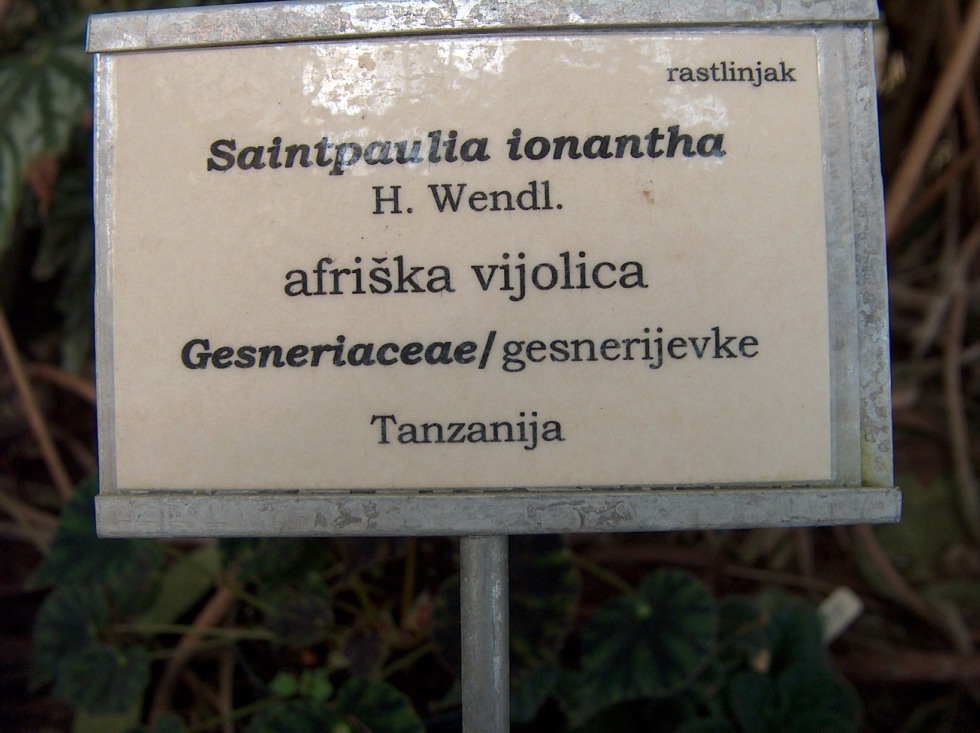 rastlinjak
Saintpaulia ionantha
H. Wendl.
afriška vijolica
Gesneriaceae/gesnerijevke
Tanzanija